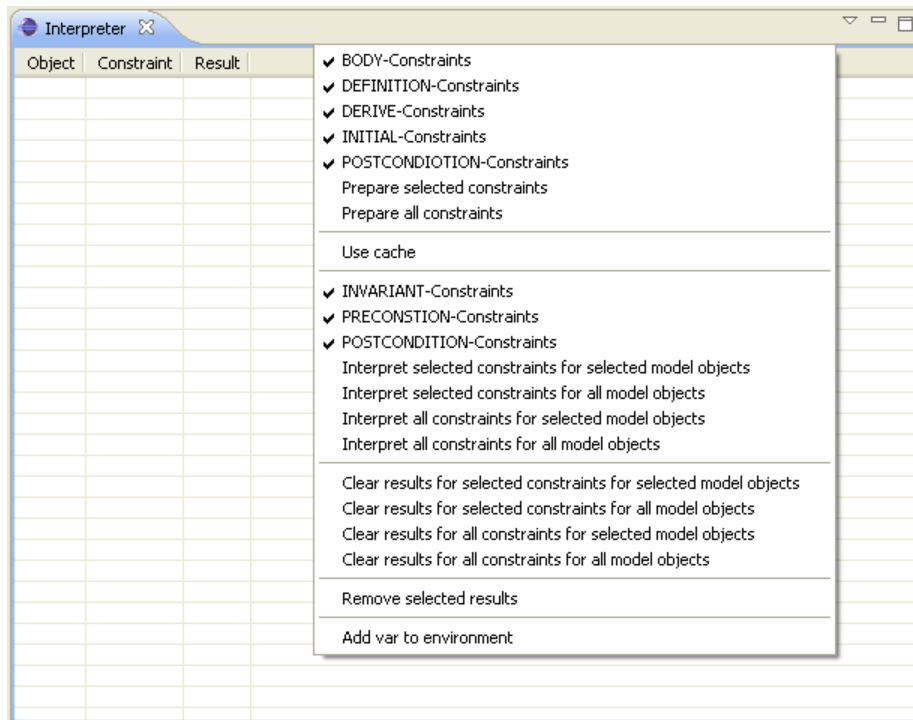 Interpreter
Object Constraint Result
BODY-Constraints
DEFINITION-Constraints
DERIVE-Constraints
INITIAL-Constraints
POSTCONDIOTION-Constraints
Prepare selected constraints
Prepare all constraints
Use cache
INVARIANT-Constraints
PRECONSTION-Constraints
POSTCONDITION-Constraints
Interpret selected constraints for selected model objects
Interpret selected constraints for all model objects
Interpret all constraints for selected model objects
Interpret all constraints for all model objects
Clear results for selected constraints for selected model objects
Clear results for selected constraints for all model objects
Clear results for all constraints for selected model objects
Clear results for all constraints for all model objects
Remove selected results
Add var to environment